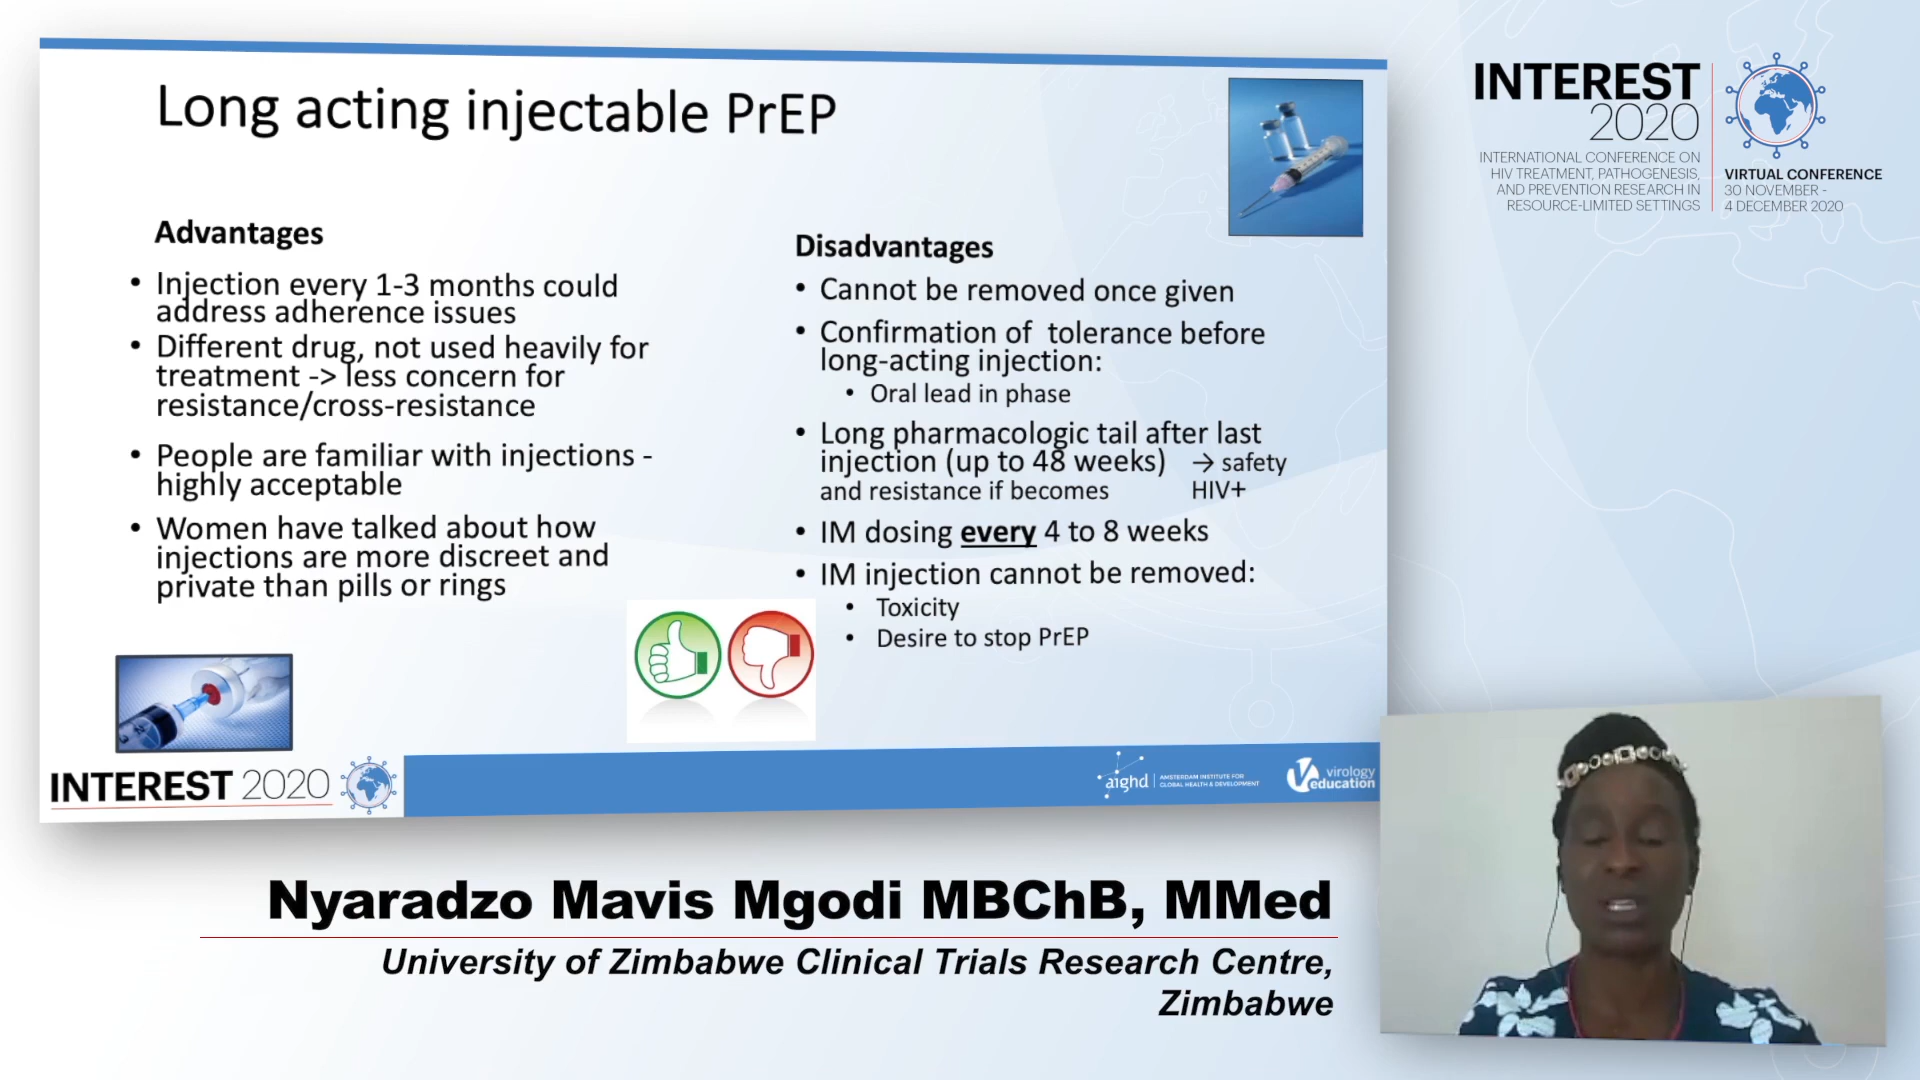 Long acting injectable PrEP
Advantages
• Injection every 1-3 months could
address adherence issues
• Different drug, not used heavily for
treatment -> less concern for
resistance/cross-resistance
• People are familiar with injections -
highly acceptable
• Women have talked about how
injections are more discreet and
private than pills or rings
Disadvantages
• Cannot be removed once given
• Confirmation of tolerance before
long-acting injection:
• Oral lead in phase
• Long pharmacologic tail after last
injection (up to 48 weeks) → safety
and resistance if becomes HIV+
• IM dosing every 4 to 8 weeks
• IM injection cannot be removed:
• Toxicity
• Desire to stop PrEP
INTEREST 2020
aighd
AMSTERDAM INSTITUTE FOR
GLOBAL HEALTH & DEVELOPMENT
virology
education
INTEREST
2020
INTERNATIONAL CONFERENCE ON
HIV TREATMENT, PATHOGENESIS,
AND PREVENTION RESEARCH IN
RESOURCE-LIMITED SETTINGS
VIRTUAL CONFERENCE
30 NOVEMBER -
4 DECEMBER 2020
Nyaradzo Mavis Mgodi MBChB, MMed
University of Zimbabwe Clinical Trials Research Centre,
Zimbabwe